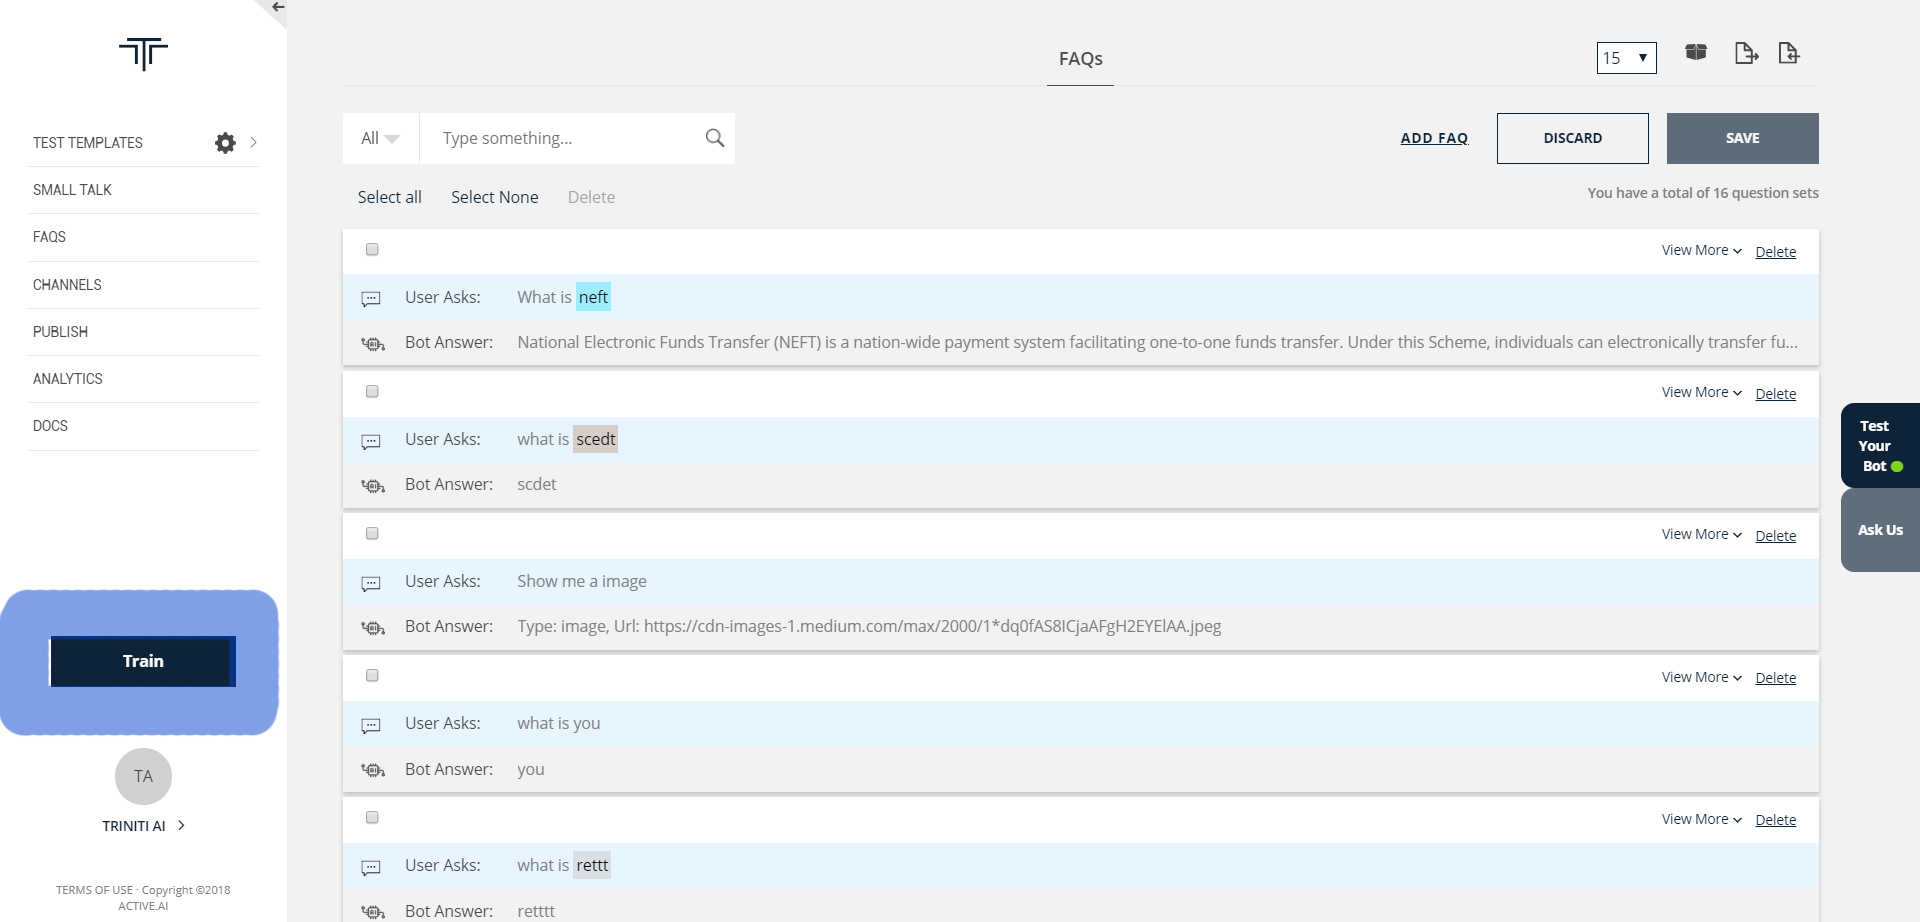 TEST TEMPLATES
SMALL TALK
FAQS
CHANNELS
PUBLISH
ANALYTICS
DOCS
Train
TA
TRINITI AI
TERMS OF USE · Copyright ©2018
ACTIVE.AI
FAQs
15
All Type something...
ADD FAQ DISCARD SAVE
Select all Select None Delete
You have a total of 16 question sets
View More Delete
User Asks: What is neft
Bot Answer: National Electronic Funds Transfer (NEFT) is a nation-wide payment system facilitating one-to-one funds transfer. Under this Scheme, individuals can electronically transfer fu...
View More Delete
User Asks: what is scedt
Bot Answer: scdet
View More Delete
User Asks: Show me a image
Bot Answer: Type: image, Url: https://cdn-images-1.medium.com/max/2000/1*dq0fAS8ICjaAFgH2EYElAA.jpeg
View More Delete
User Asks: what is you
Bot Answer: you
View More Delete
User Asks: what is rettt
Bot Answer: retttt
Test
Your
Bot
Ask Us